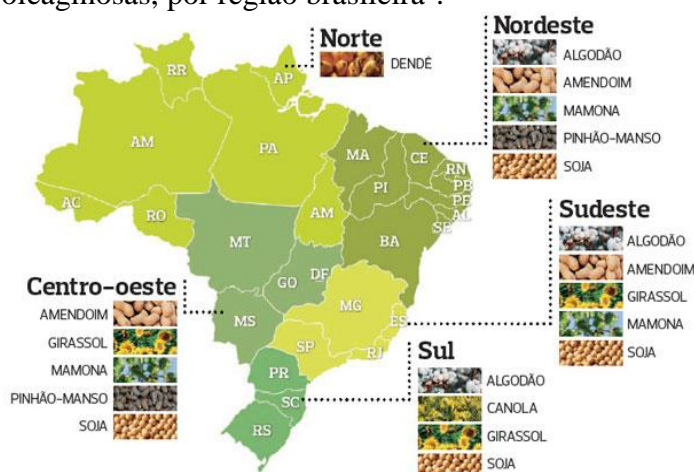 oleaginosas, por região brasileira .
Norte
DENDÊ
Nordeste
ALGODÃO
AMENDOIM
MAMONA
PINHÃO-MANSO
SOJA
RR
AP
AM
PA
MA
CE
RN
PB
PE
AL
SE
PI
AC
RO
AM
BA
MT
GO
DF
MS
MG
ES
SP
RJ
PR
SC
RS
Sudeste
ALGODÃO
AMENDOIM
GIRASSOL
MAMONA
SOJA
Centro-oeste
AMENDOIM
GIRASSOL
MAMONA
PINHÃO-MANSO
SOJA
Sul
ALGODÃO
CANOLA
GIRASSOL
SOJA